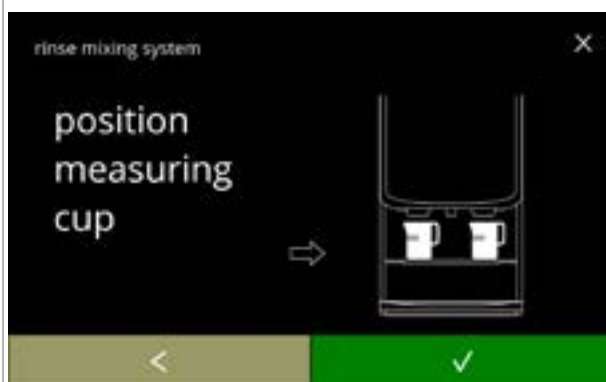 rinse mixing system
position
measuring
cup